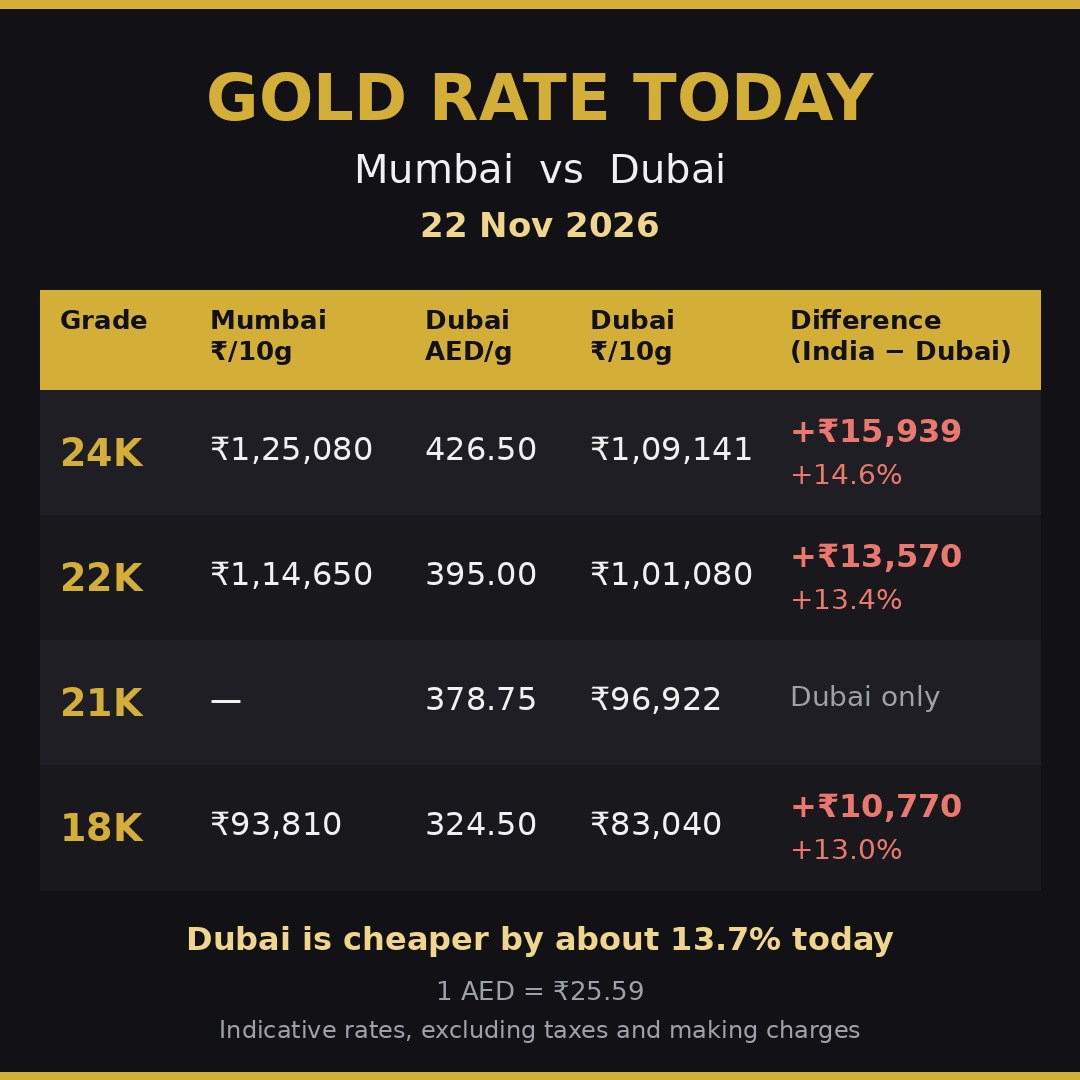 GOLD RATE TODAY
Mumbai vs Dubai
22 Nov 2026
Grade Mumbai ₹/10g Dubai AED/g Dubai ₹/10g Difference (India − Dubai)
24K ₹1,25,080 426.50 ₹1,09,141 +₹15,939 +14.6%
22K ₹1,14,650 395.00 ₹1,01,080 +₹13,570 +13.4%
21K — 378.75 ₹96,922 Dubai only
18K ₹93,810 324.50 ₹83,040 +₹10,770 +13.0%
Dubai is cheaper by about 13.7% today
1 AED = ₹25.59
Indicative rates, excluding taxes and making charges